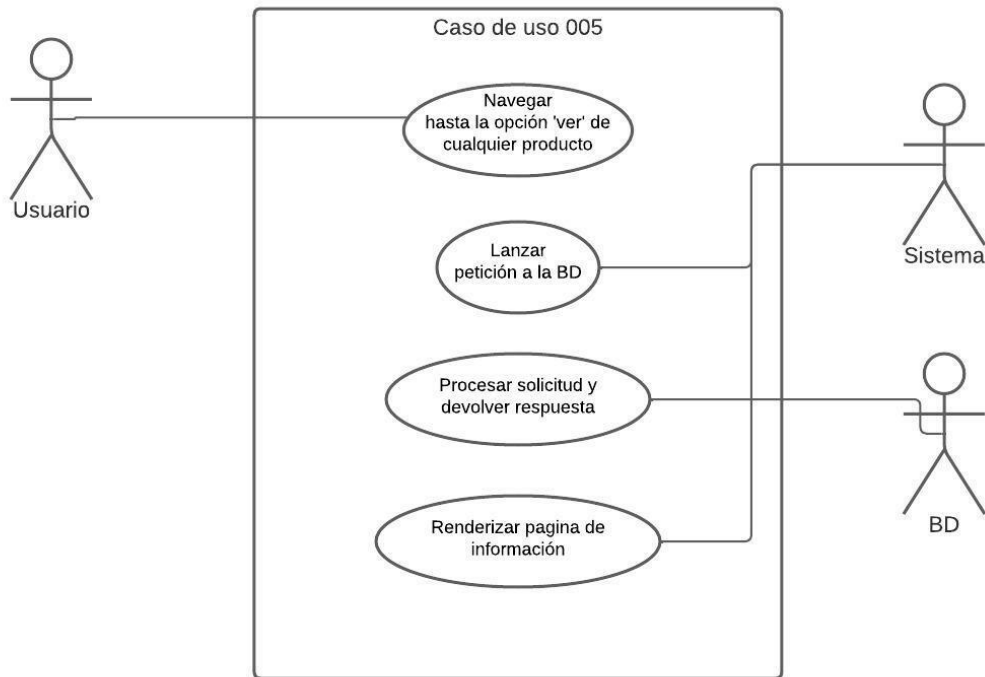 Caso de uso 005
Navegar
hasta la opción 'ver' de
cualquier producto
Usuario
Lanzar
petición a la BD
Sistema
Procesar solicitud y
devolver respuesta
BD
Renderizar pagina de
información